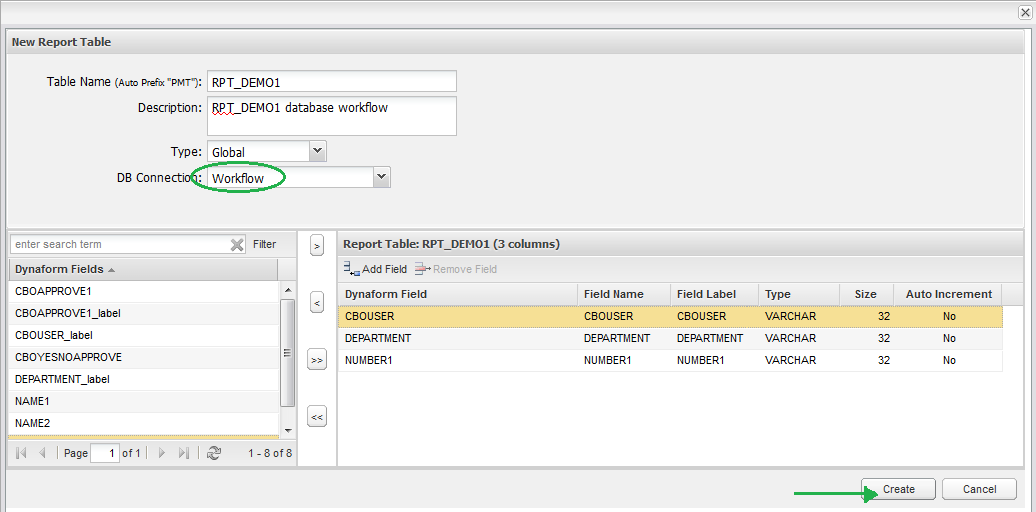 New Report Table
Table Name (Auto Prefix "PMT"): RPT_DEMO1
Description: RPT_DEMO1 database workflow
Type: Global
DB Connection: Workflow
enter search term Filter
Dynaform Fields
CBOAPPROVE1
CBOAPPROVE1_label
CBOUSER_label
CBOYESNOAPPROVE
DEPARTMENT_label
NAME1
NAME2
Page 1 of 1 1 - 8 of 8
>
<
>>
<<
Report Table: RPT_DEMO1 (3 columns)
Add Field Remove Field
Dynaform Field Field Name Field Label Type Size Auto Increment
CBOUSER CBOUSER CBOUSER VARCHAR 32 No
DEPARTMENT DEPARTMENT DEPARTMENT VARCHAR 32 No
NUMBER1 NUMBER1 NUMBER1 VARCHAR 32 No
Create Cancel